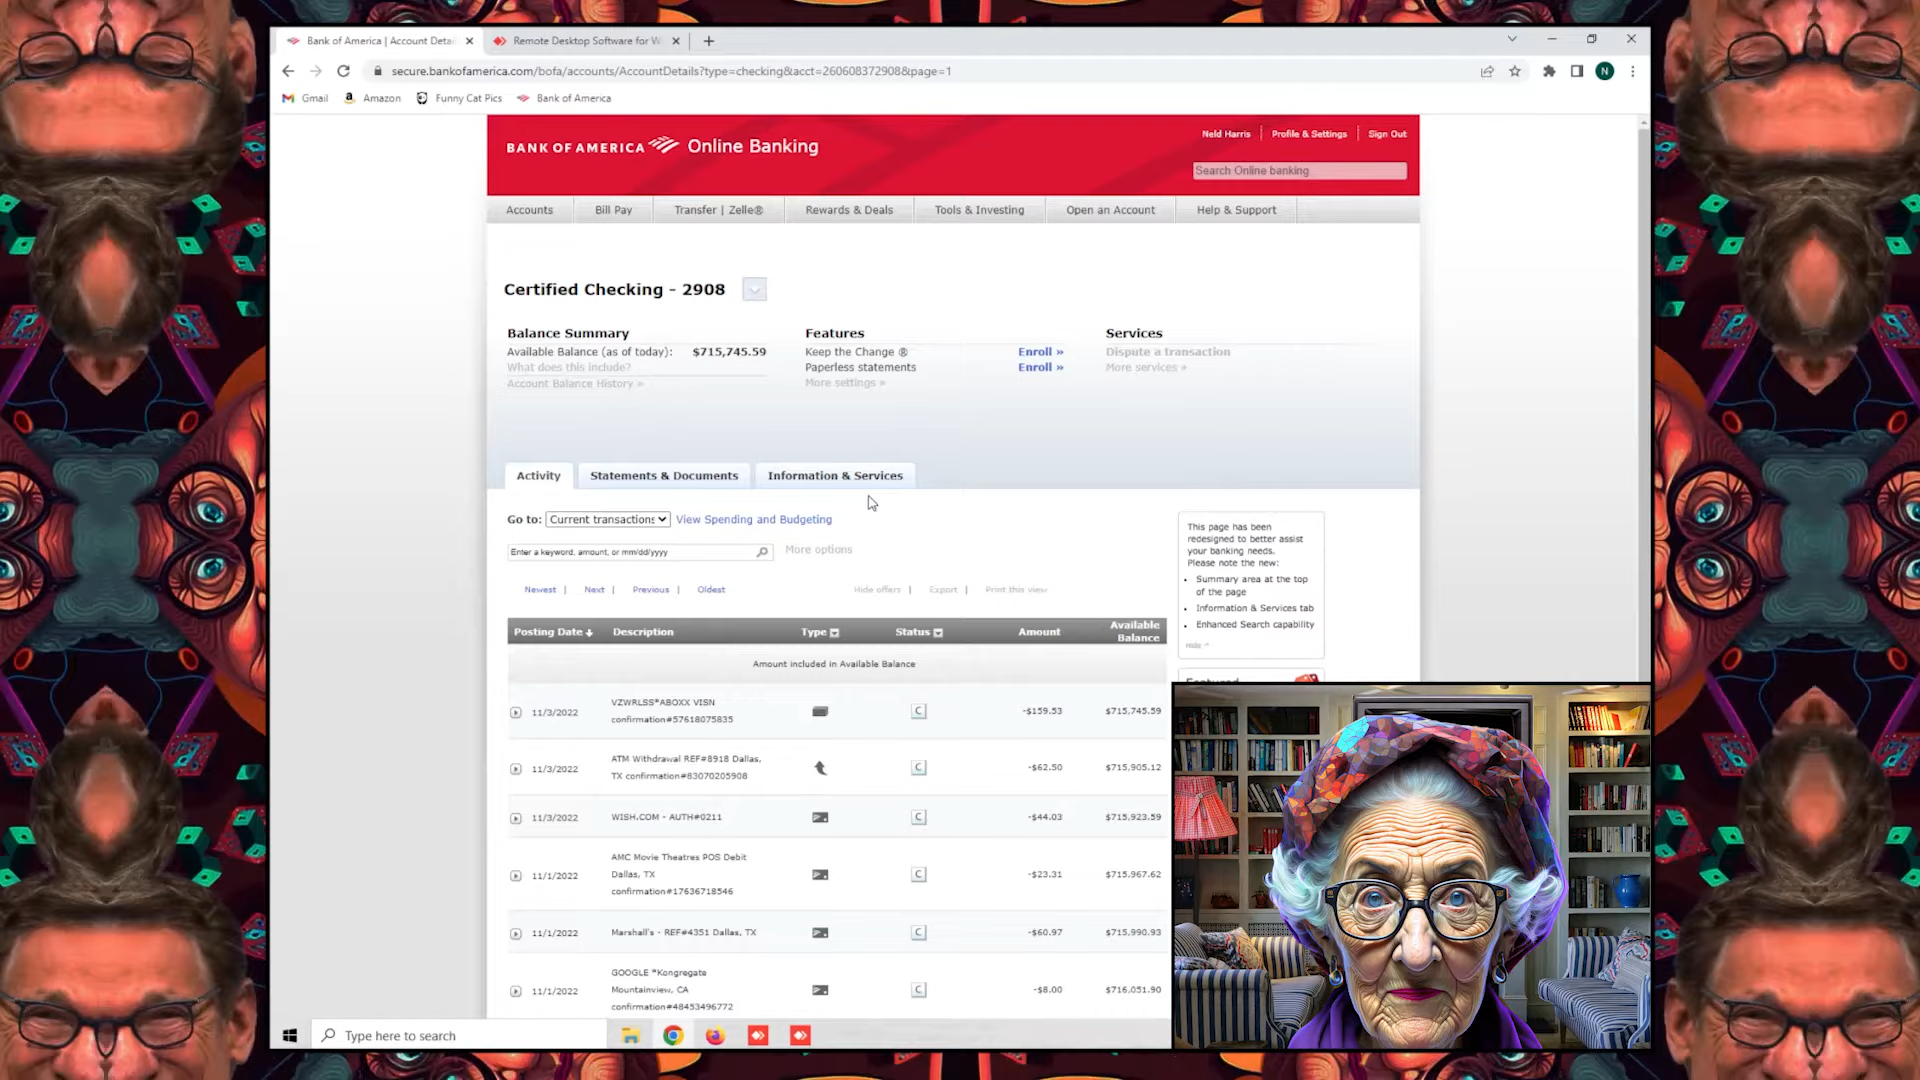 Bank of America | Account Deta
Remote Desktop Software for W
secure.bankofamerica.com/bofa/accounts/AccountDetails?type=checking&acct=260608372908&page=1
N
Gmail
Amazon
Funny Cat Pics
Bank of America
BANK OF AMERICA Online Banking
Neld Harris
Profile & Settings
Sign Out
Search Online banking
Accounts
Bill Pay
Transfer | Zelle®
Rewards & Deals
Tools & Investing
Open an Account
Help & Support
Certified Checking - 2908
Balance Summary
Available Balance (as of today): $715,745.59
What does this include?
Account Balance History »
Features
Keep the Change ® Enroll »
Paperless statements Enroll »
More settings »
Services
Dispute a transaction
More services »
Activity
Statements & Documents
Information & Services
Go to: Current transactions View Spending and Budgeting
Enter a keyword, amount, or mm/dd/yyyy
More options
Newest | Next | Previous | Oldest
Hide offers | Export | Print this view
This page has been
redesigned to better assist
your banking needs.
Please note the new:
• Summary area at the top
of the page
• Information & Services tab
• Enhanced Search capability
Hide ^
Featured
Posting Date Description Type Status Amount Available
Balance
Amount included in Available Balance
11/3/2022 VZWRLSS*ABOXX VISN
confirmation#57618075835 C -$159.53 $715,745.59
11/3/2022 ATM Withdrawal REF#8918 Dallas,
TX confirmation#83070205908 C -$62.50 $715,905.12
11/3/2022 WISH.COM - AUTH#0211 C -$44.03 $715,923.59
11/1/2022 AMC Movie Theatres POS Debit
Dallas, TX
confirmation#17636718546 C -$23.31 $715,967.62
11/1/2022 Marshall's - REF#4351 Dallas, TX C -$60.97 $715,990.93
11/1/2022 GOOGLE *Kongregate
Mountainview, CA
confirmation#48453496772 C -$8.00 $716,051.90
Type here to search